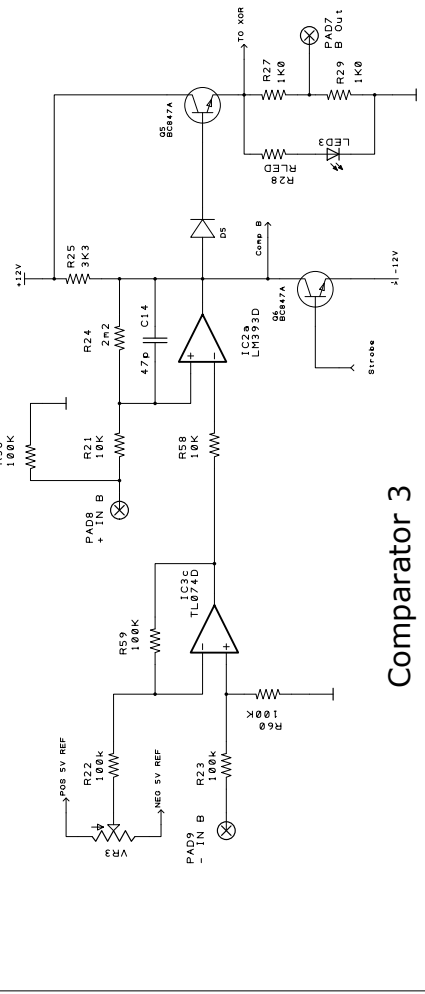 +12V
R25
3K3
R24
2m2
C14
47p
100K
R21
10K
PAD8
+ IN B
R58
10K
IC2a
LM393D
Comp B
D5
Q5
BC847A
Q6
BC847A
-12V
Strobe
TO XOR
R27
1K0
PAD7
B Out
R29
1K0
R28
RLED
LED3
R59
100K
IC3c
TL074D
POS 5V REF
R22
100k
VR3
NEG 5V REF
R23
100k
PAD9
- IN B
R60
100K
Comparator 3